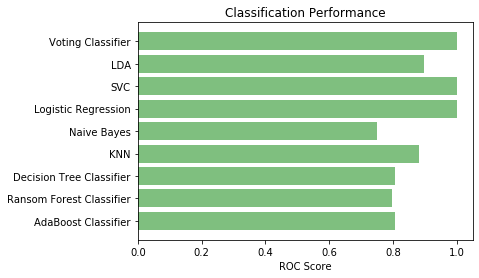 Classification Performance
Voting Classifier
LDA
SVC
Logistic Regression
Naive Bayes
KNN
Decision Tree Classifier
Ransom Forest Classifier
AdaBoost Classifier
0.0 0.2 0.4 0.6 0.8 1.0
ROC Score